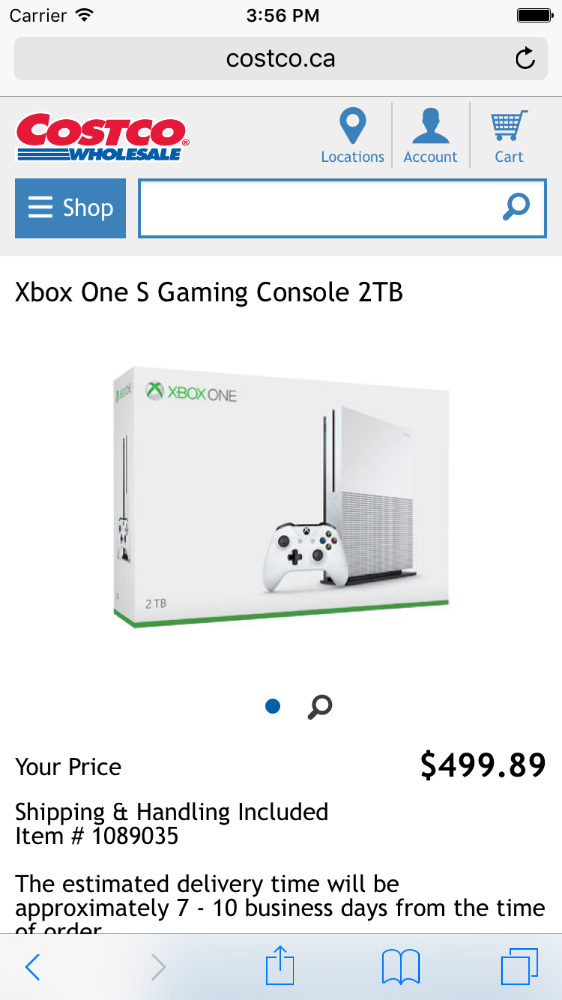 Carrier 3:56 PM
costco.ca
COSTCO®
WHOLESALE
Locations Account Cart
Shop
Xbox One S Gaming Console 2TB
XBOX ONE
2 TB
Your Price $499.89
Shipping & Handling Included
Item # 1089035
The estimated delivery time will be
approximately 7 - 10 business days from the time
of order